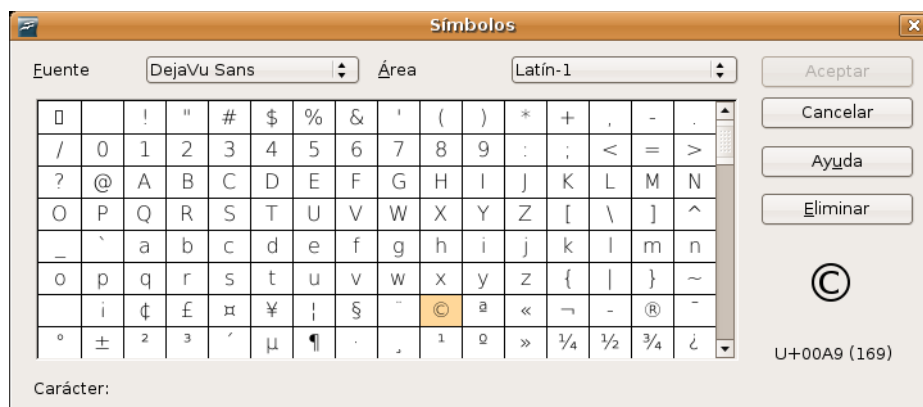 Símbolos
Fuente DejaVu Sans Área Latín-1 Aceptar
Cancelar
Ayuda
Eliminar
! " # $ % & ' ( ) * + , - .
/ 0 1 2 3 4 5 6 7 8 9 : ; < = >
? @ A B C D E F G H I J K L M N
O P Q R S T U V W X Y Z [ \ ] ^
_ ` a b c d e f g h i j k l m n
o p q r s t u v w x y z { | } ~
¡ ¢ £ ¤ ¥ ¦ § ¨ © ª « ¬ - ® ¯
° ± ² ³ ´ µ ¶ · ¸ ¹ º » ¼ ½ ¾ ¿
©
U+00A9 (169)
Carácter: